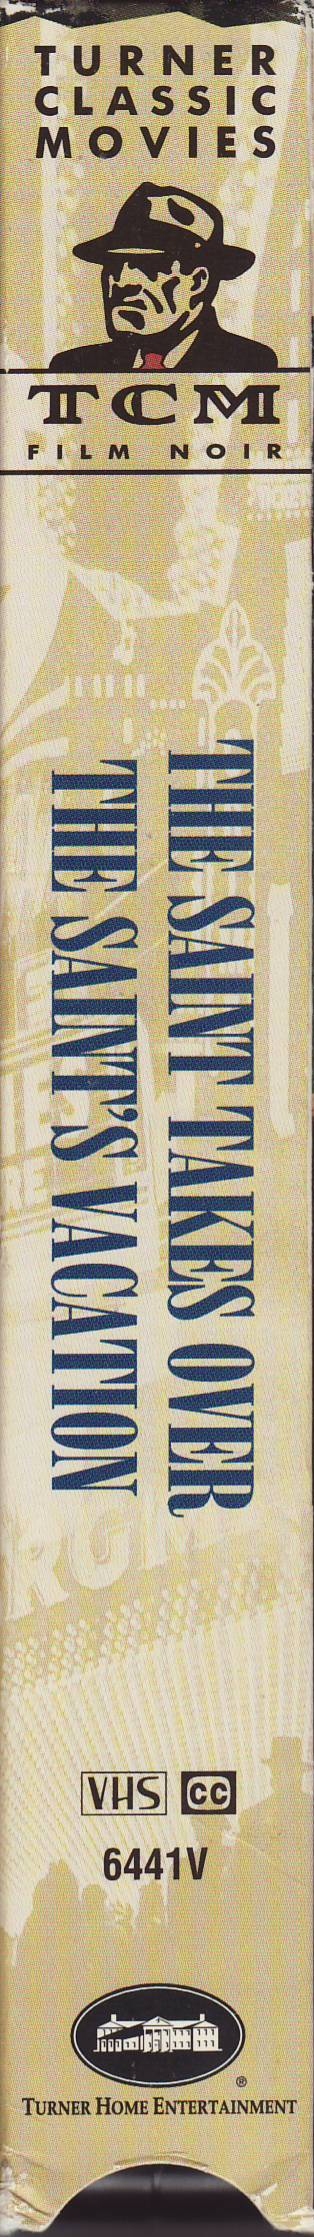 TURNER
CLASSIC
MOVIES
TCM
FILM NOIR
THE SAINT TAKES OVER
THE SAINT'S VACATION
VHS CC
6441V
®
TURNER HOME ENTERTAINMENT